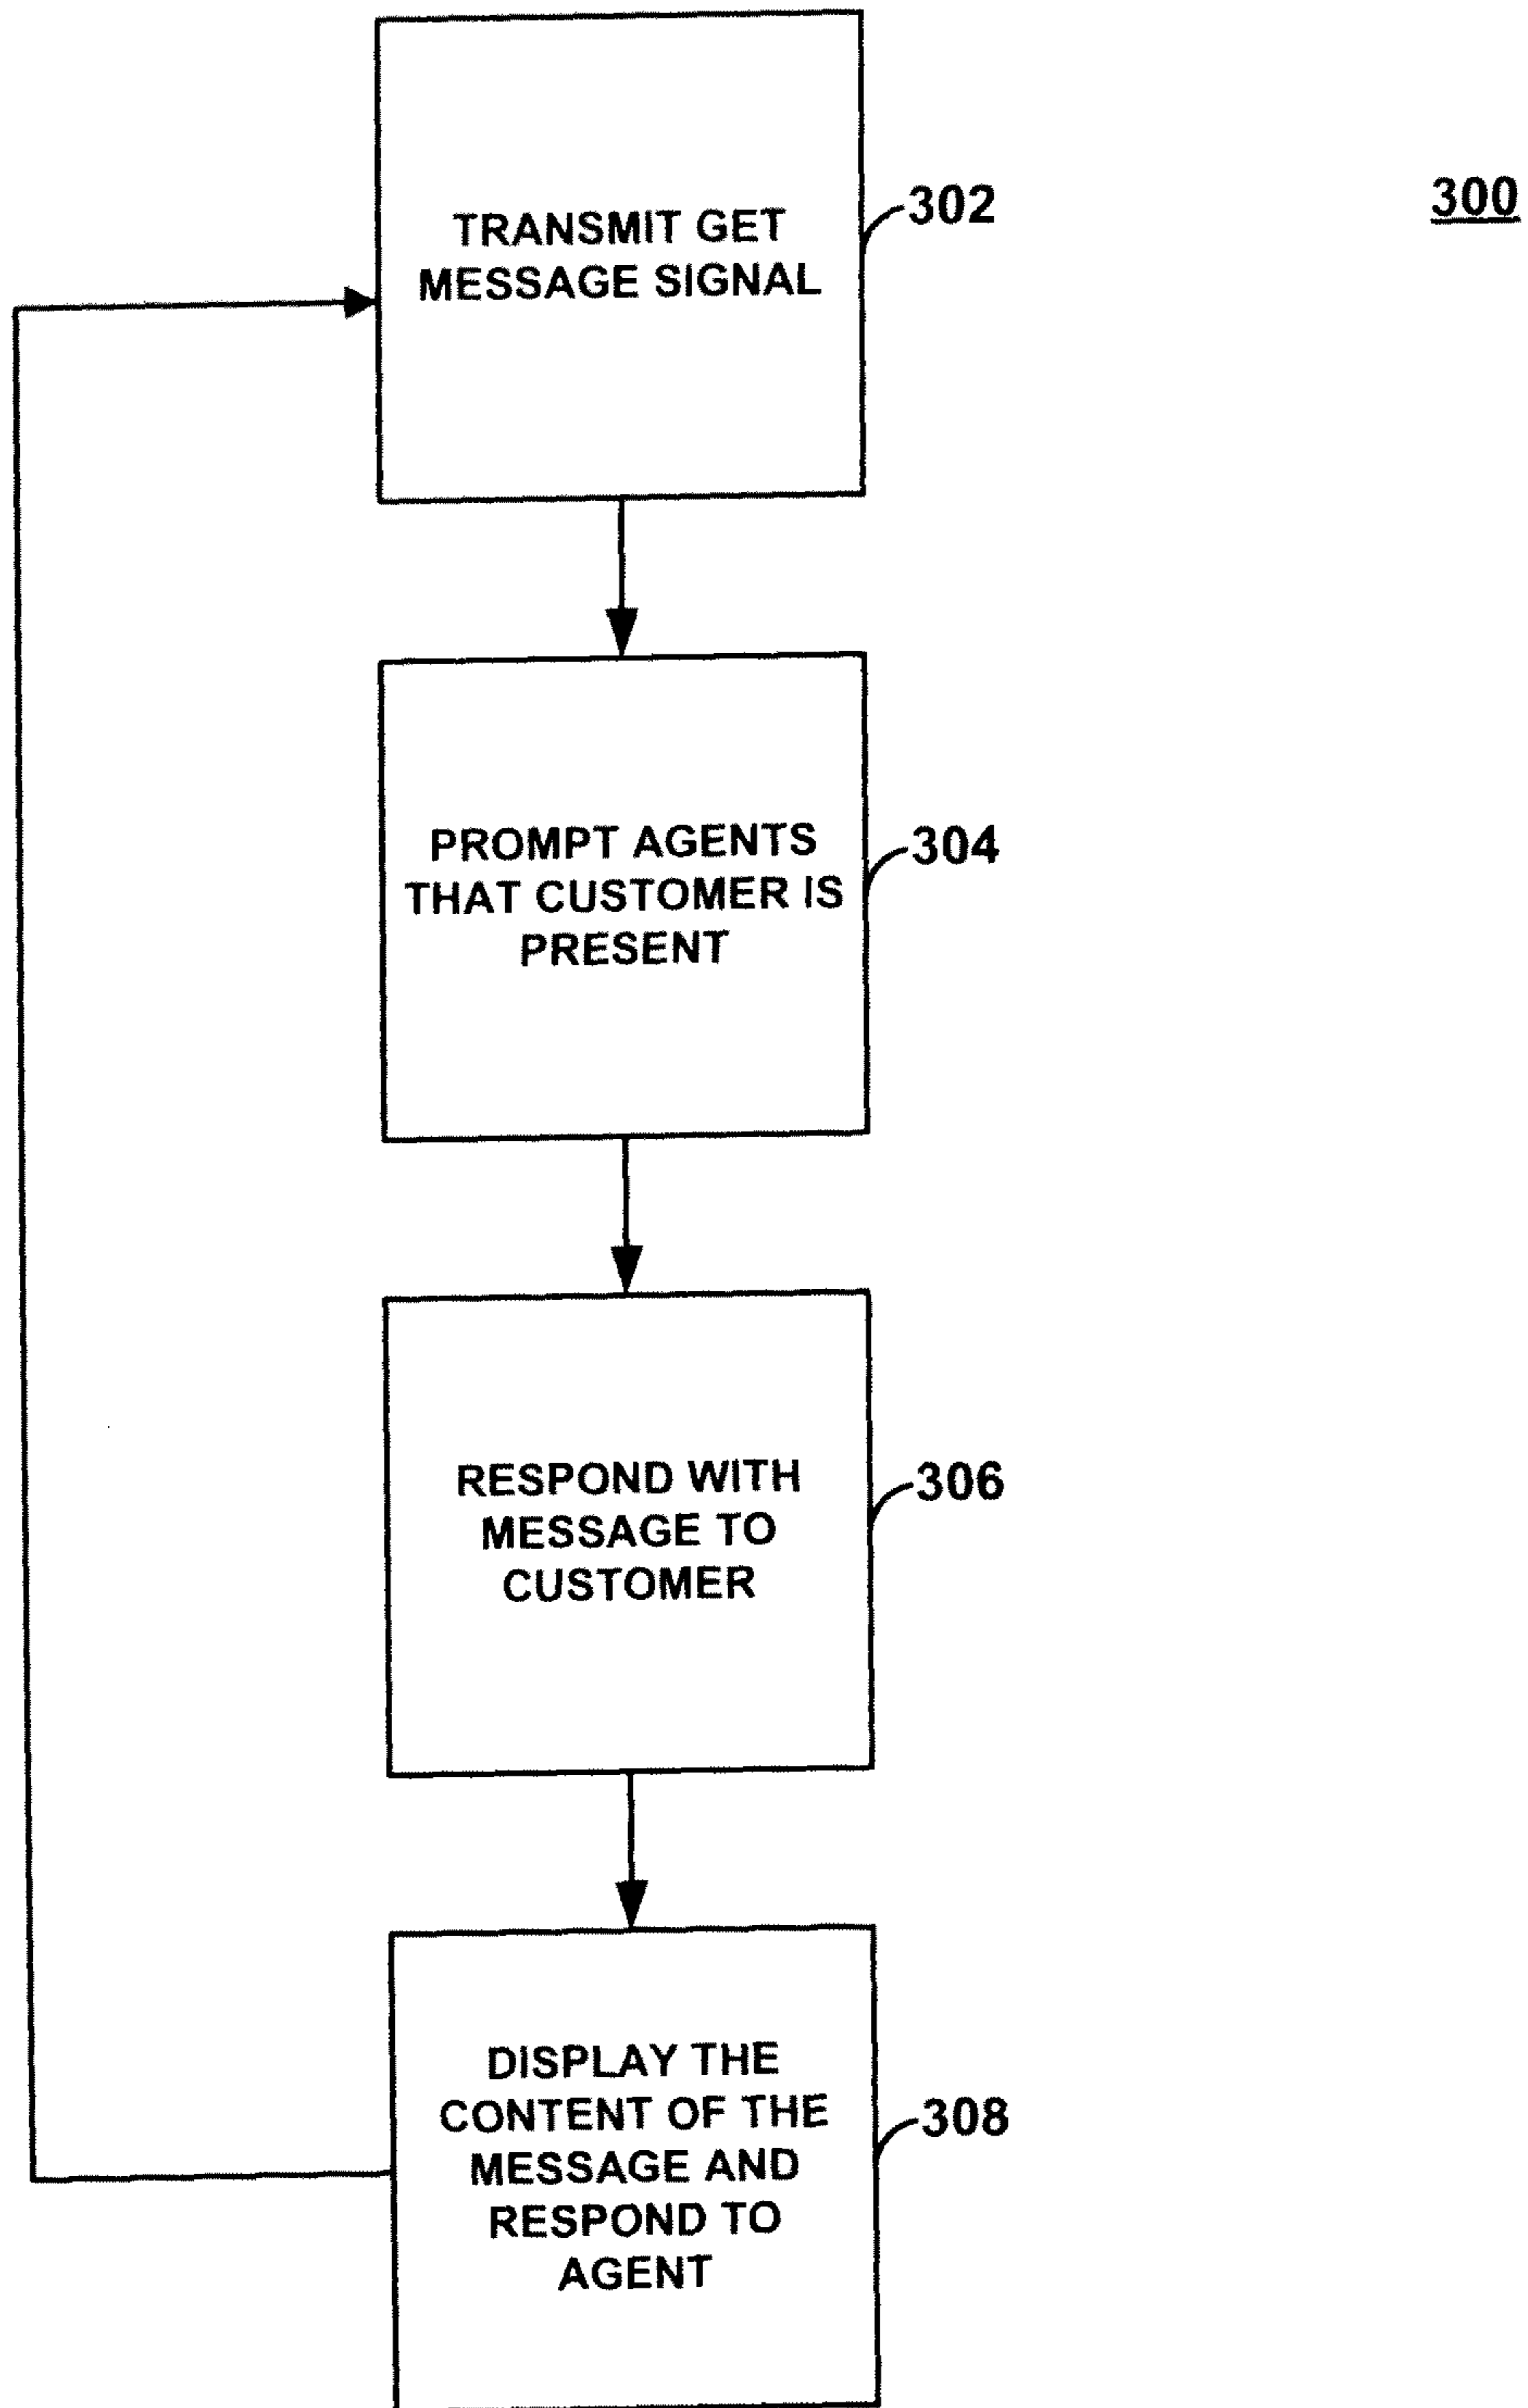 300
TRANSMIT GET
MESSAGE SIGNAL
302
PROMPT AGENTS
THAT CUSTOMER IS
PRESENT
304
RESPOND WITH
MESSAGE TO
CUSTOMER
306
DISPLAY THE
CONTENT OF THE
MESSAGE AND
RESPOND TO
AGENT
308